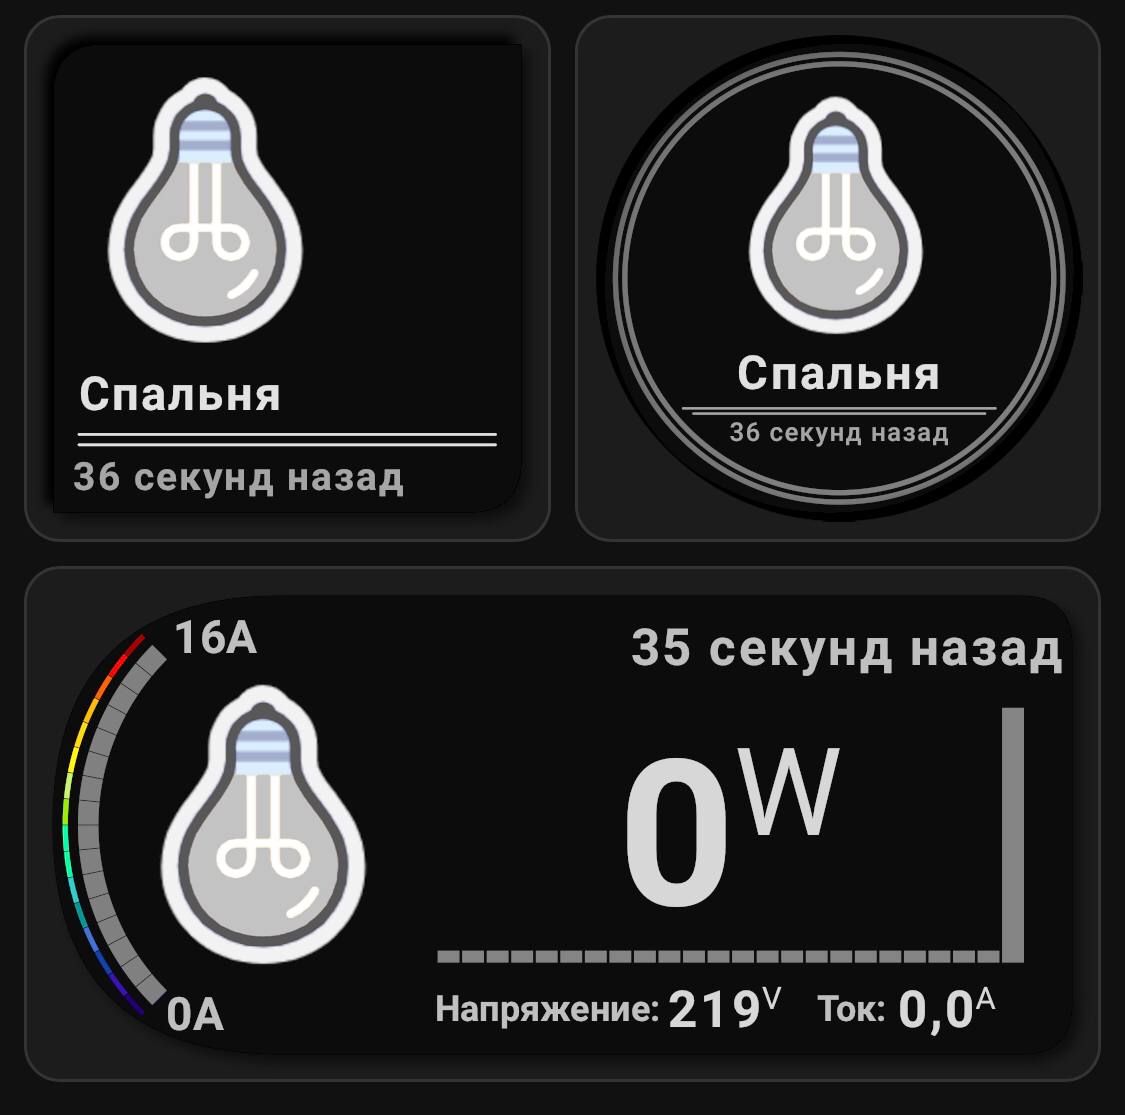 Спальня
36 секунд назад
Спальня
36 секунд назад
16A
35 секунд назад
0W
0A
Напряжение: 219V Ток: 0,0A